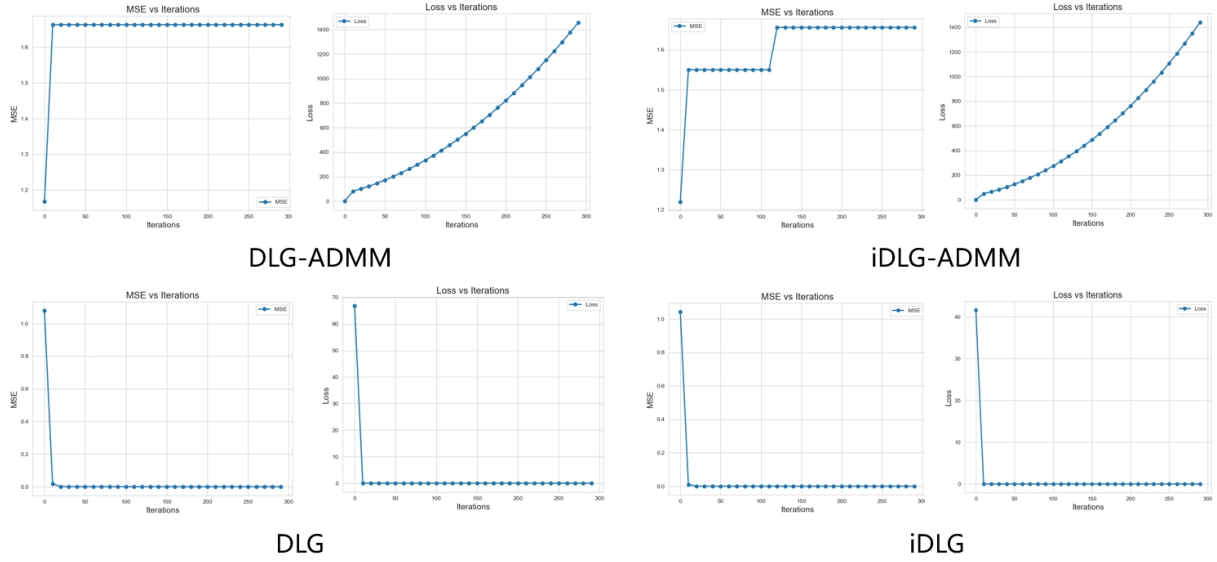 MSE vs Iterations
MSE
1.6
1.5
1.4
1.3
1.2
0
50
100
150
200
250
300
Iterations
MSE
Loss vs Iterations
Loss
1400
1200
1000
800
600
400
200
0
0
50
100
150
200
250
300
Iterations
Loss
DLG-ADMM
MSE vs Iterations
MSE
1.6
1.5
1.4
1.3
1.2
0
50
100
150
200
250
300
Iterations
MSE
Loss vs Iterations
Loss
1400
1200
1000
800
600
400
200
0
0
50
100
150
200
250
300
Iterations
Loss
iDLG-ADMM
MSE vs Iterations
MSE
1.0
0.8
0.6
0.4
0.2
0.0
0
50
100
150
200
250
300
Iterations
MSE
Loss vs Iterations
Loss
70
60
50
40
30
20
10
0
0
50
100
150
200
250
300
Iterations
Loss
DLG
MSE vs Iterations
MSE
1.0
0.8
0.6
0.4
0.2
0.0
0
50
100
150
200
250
300
Iterations
MSE
Loss vs Iterations
Loss
40
30
20
10
0
0
50
100
150
200
250
300
Iterations
Loss
iDLG